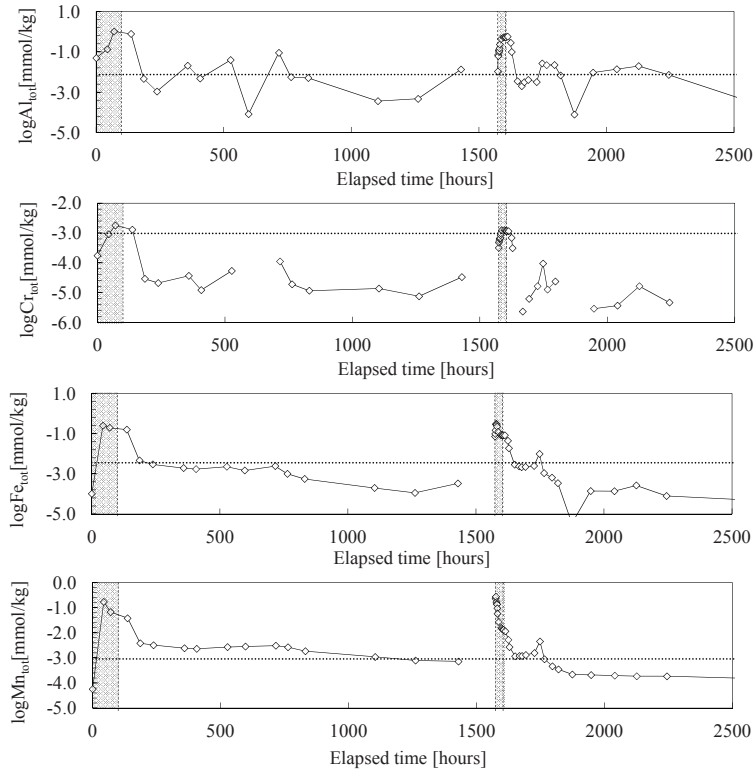 logAl_tot[mmol/kg]
1.0
-1.0
-3.0
-5.0
0 500 1000 1500 2000 2500
Elapsed time [hours]
logCr_tot[mmol/kg]
-2.0
-3.0
-4.0
-5.0
-6.0
0 500 1000 1500 2000 2500
Elapsed time [hours]
logFe_tot[mmol/kg]
1.0
-1.0
-3.0
-5.0
0 500 1000 1500 2000 2500
Elapsed time [hours]
logMn_tot[mmol/kg]
0.0
-1.0
-2.0
-3.0
-4.0
-5.0
0 500 1000 1500 2000 2500
Elapsed time [hours]